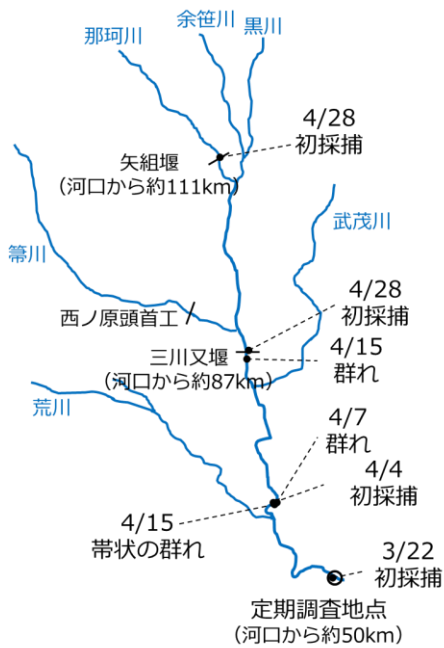 那珂川
余笹川
黒川
4/28
初採捕
矢組堰
（河口から約111km）
武茂川
箒川
4/28
初採捕
西ノ原頭首工
三川又堰
（河口から約87km）
4/15
群れ
荒川
4/7
群れ
4/4
初採捕
4/15
帯状の群れ
3/22
初採捕
定期調査地点
（河口から約50km）